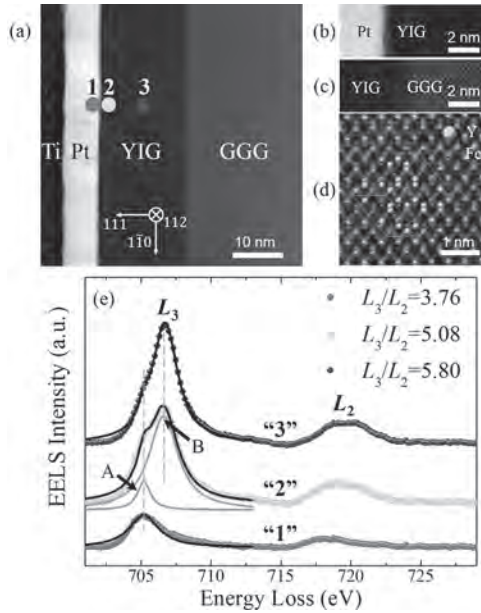 (a)
1 2 3
Ti Pt YIG GGG
111 112
11̄0
10 nm
(b) Pt YIG
2 nm
(c) YIG GGG
2 nm
(d) Y
Fe
1 nm
(e) L₃
L₃/L₂=3.76
L₃/L₂=5.08
L₃/L₂=5.80
L₂
"3"
B
A
"2"
"1"
EELS Intensity (a.u.)
705 710 715 720 725
Energy Loss (eV)